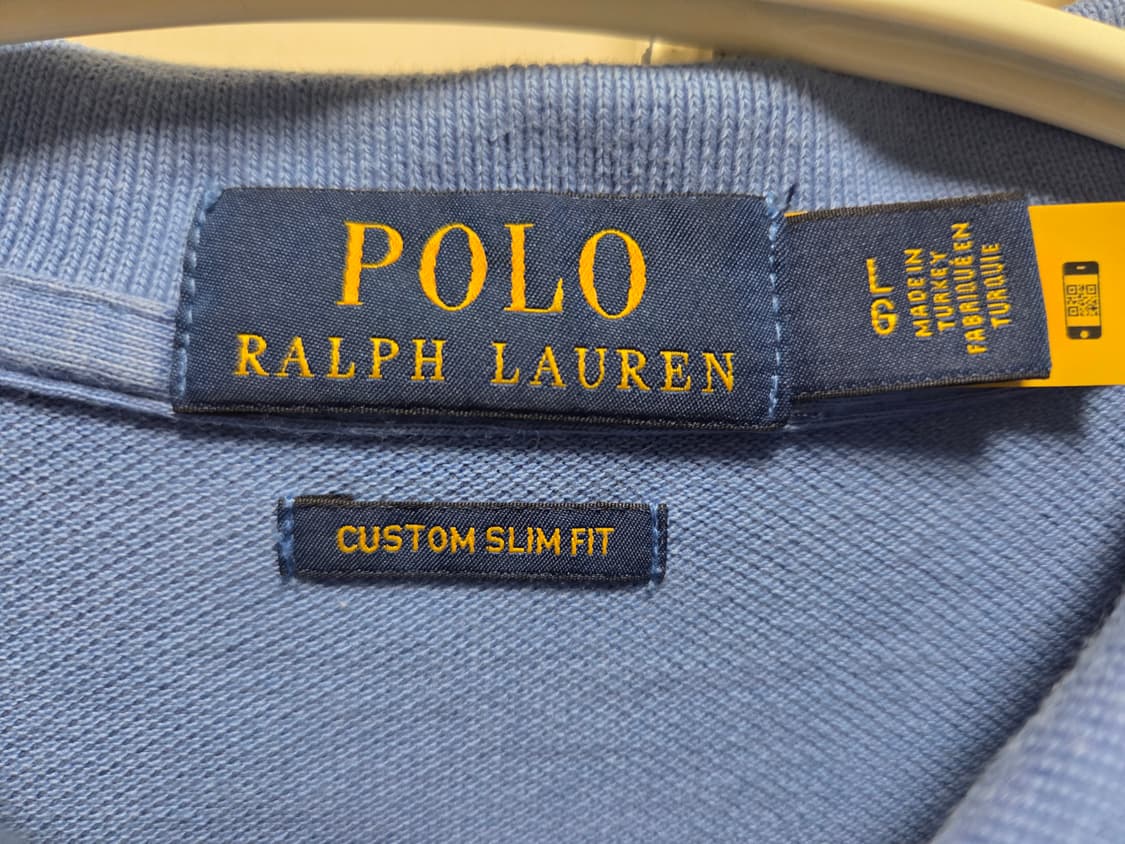 POLO
RALPH LAUREN
MADE IN
TURKEY
FABRIQUÉ EN
TURQUIE
CUSTOM SLIM FIT